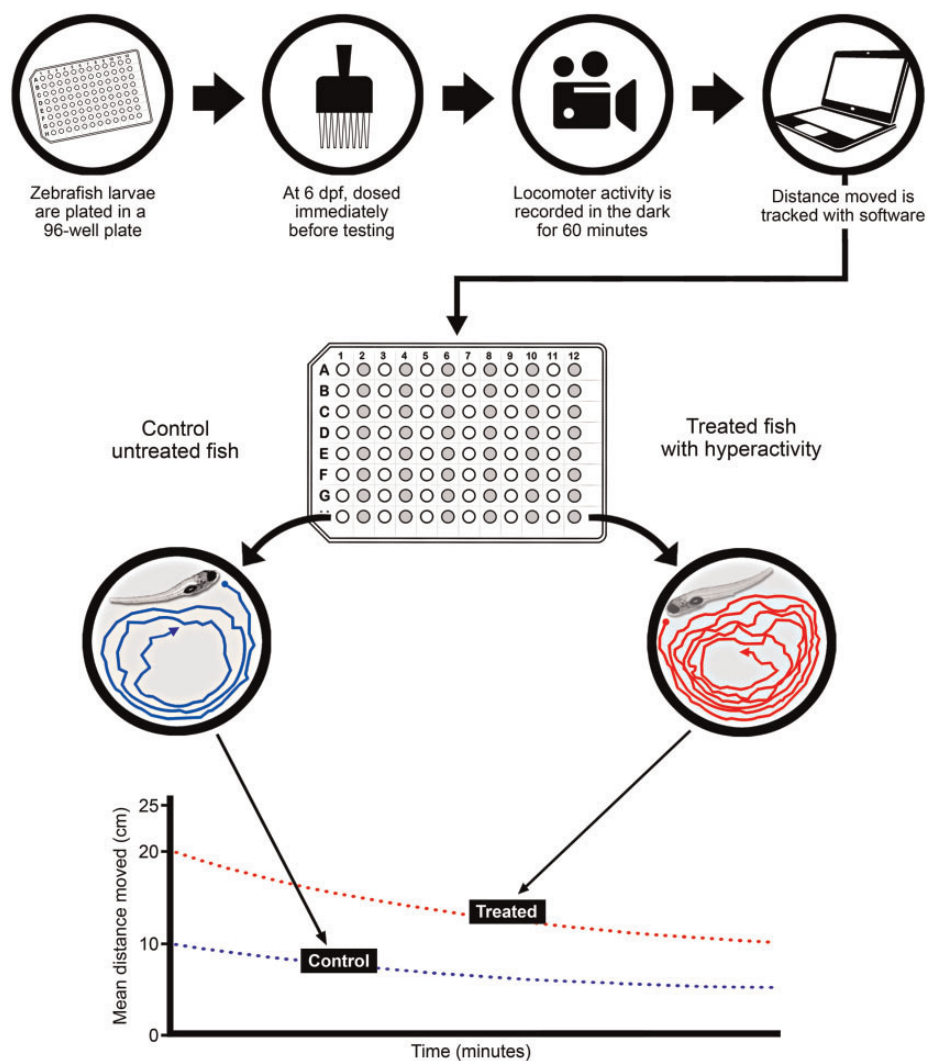 Zebrafish larvae
are plated in a
96-well plate
At 6 dpf, dosed
immediately
before testing
Locomoter activity is
recorded in the dark
for 60 minutes
Distance moved is
tracked with software
1 2 3 4 5 6 7 8 9 10 11 12
A
B
C
D
E
F
G
Control
untreated fish
Treated fish
with hyperactivity
Mean distance moved (cm)
25
20
10
0
Treated
Control
Time (minutes)